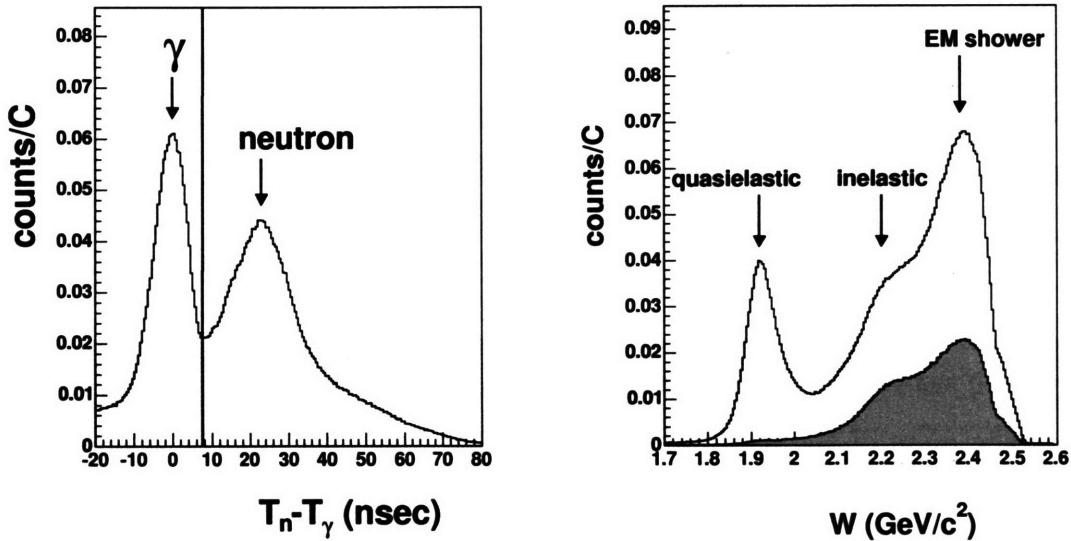 counts/C
0.08
0.07
0.06
0.05
0.04
0.03
0.02
0.01
0
-20 -10 0 10 20 30 40 50 60 70 80
γ
neutron
Tn-Tγ (nsec)
counts/C
0.09
0.08
0.07
0.06
0.05
0.04
0.03
0.02
0.01
0
1.7 1.8 1.9 2 2.1 2.2 2.3 2.4 2.5 2.6
EM shower
quasielastic inelastic
W (GeV/c²)